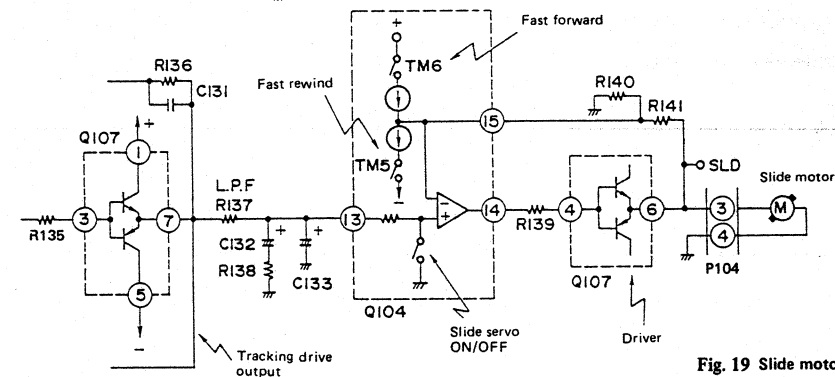 Fast forward
+
TM6
R136
C131
Fast rewind
R140
R141
15
Q107
1
+
TM5
SLD
Slide motor
L.P.F
R137
-
-
+
3
7
13
14
4
6
3
M
R135
R139
4
C132
+
+
R138
C133
P104
Q107
5
Q104
-
Slide servo
ON/OFF
Driver
Tracking drive
output
Fig. 19 Slide moto